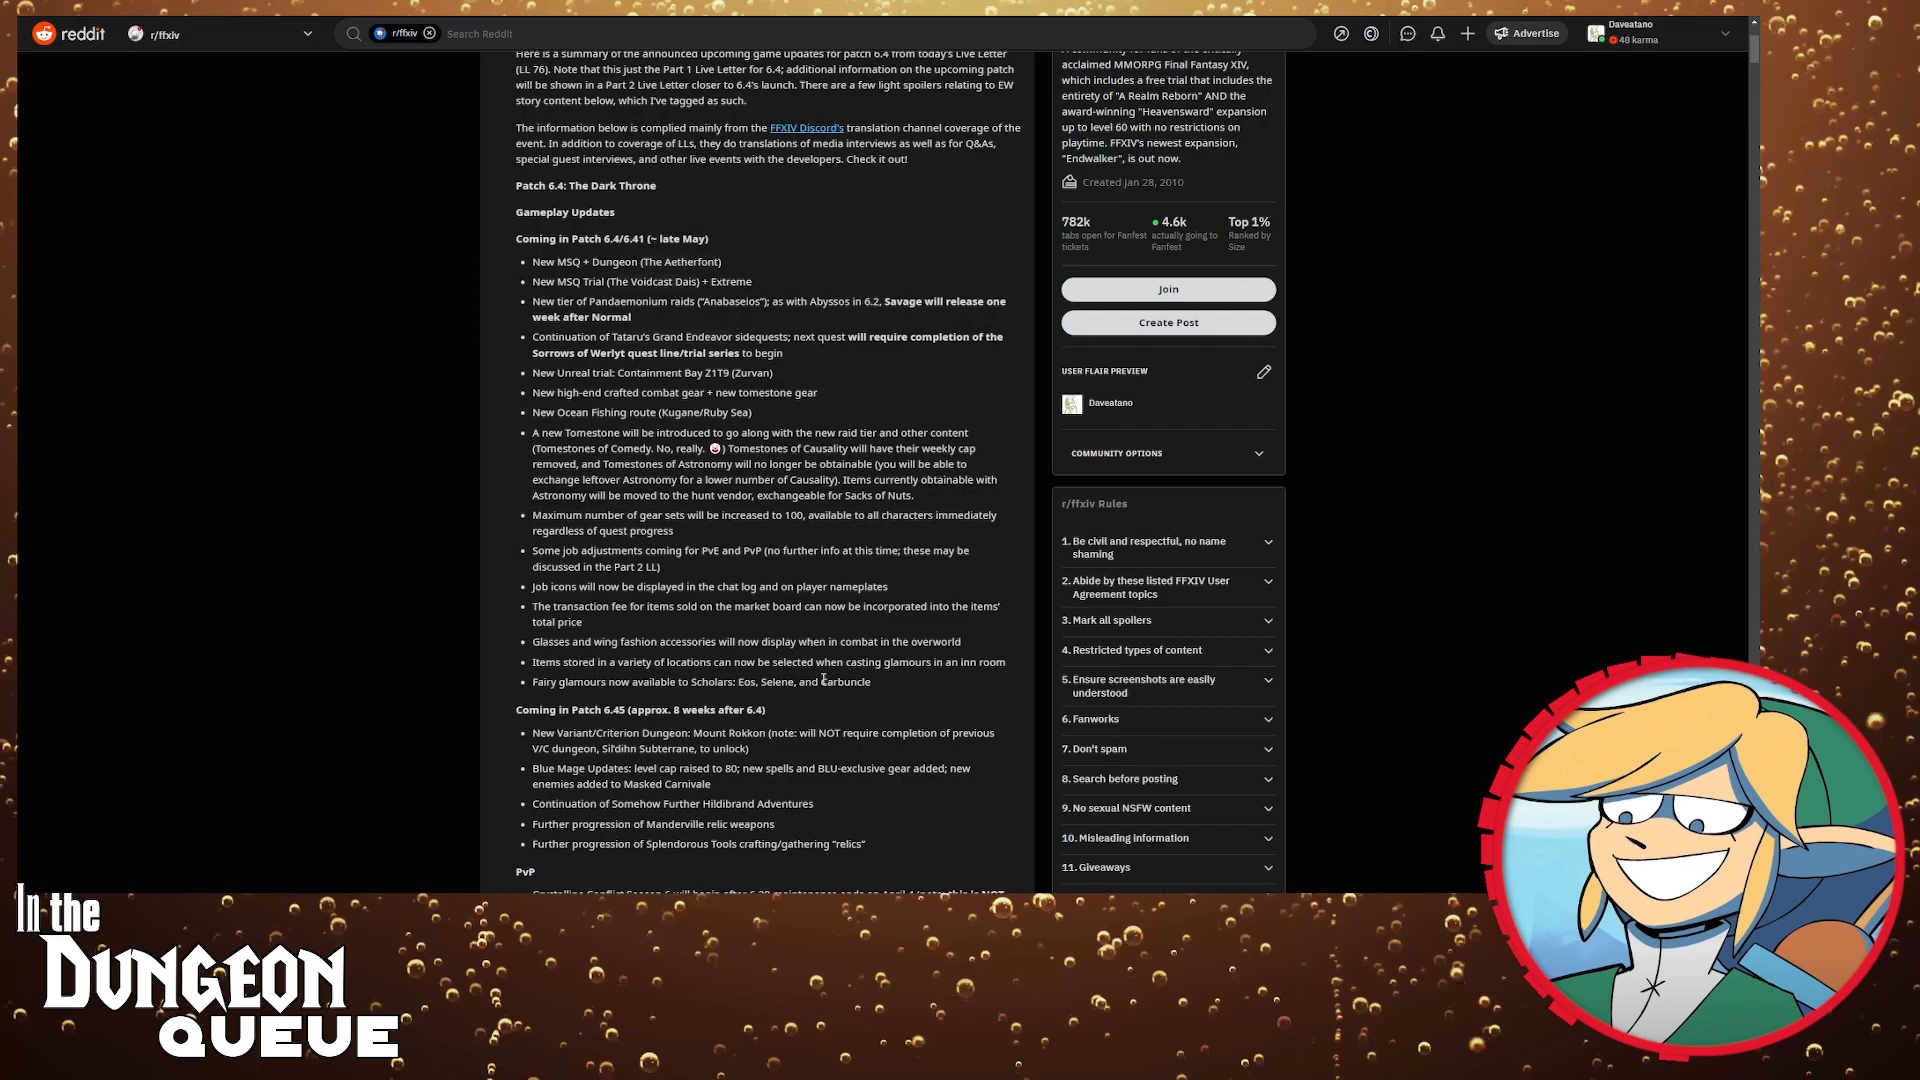 reddit
r/ffxiv
r/ffxiv
Search Reddit
Advertise
Daveatano
48 karma
Here is a summary of the announced upcoming game updates for patch 6.4 from today's Live Letter
(LL 76). Note that this just the Part 1 Live Letter for 6.4; additional information on the upcoming patch
will be shown in a Part 2 Live Letter closer to 6.4's launch. There are a few light spoilers relating to EW
story content below, which I've tagged as such.
The information below is complied mainly from the FFXIV Discord's translation channel coverage of the
event. In addition to coverage of LLs, they do translations of media interviews as well as for Q&As,
special guest interviews, and other live events with the developers. Check it out!
Patch 6.4: The Dark Throne
Gameplay Updates
Coming in Patch 6.4/6.41 (~ late May)
• New MSQ + Dungeon (The Aetherfont)
• New MSQ Trial (The Voidcast Dais) + Extreme
• New tier of Pandaemonium raids ("Anabaseios"); as with Abyssos in 6.2, Savage will release one
week after Normal
• Continuation of Tataru's Grand Endeavor sidequests; next quest will require completion of the
Sorrows of Werlyt quest line/trial series to begin
• New Unreal trial: Containment Bay Z1T9 (Zurvan)
• New high-end crafted combat gear + new tomestone gear
• New Ocean Fishing route (Kugane/Ruby Sea)
• A new Tomestone will be introduced to go along with the new raid tier and other content
(Tomestones of Comedy. No, really. ) Tomestones of Causality will have their weekly cap
removed, and Tomestones of Astronomy will no longer be obtainable (you will be able to
exchange leftover Astronomy for a lower number of Causality). Items currently obtainable with
Astronomy will be moved to the hunt vendor, exchangeable for Sacks of Nuts.
• Maximum number of gear sets will be increased to 100, available to all characters immediately
regardless of quest progress
• Some job adjustments coming for PvE and PvP (no further info at this time; these may be
discussed in the Part 2 LL)
• Job icons will now be displayed in the chat log and on player nameplates
• The transaction fee for items sold on the market board can now be incorporated into the items'
total price
• Glasses and wing fashion accessories will now display when in combat in the overworld
• Items stored in a variety of locations can now be selected when casting glamours in an inn room
• Fairy glamours now available to Scholars: Eos, Selene, and Carbuncle
Coming in Patch 6.45 (approx. 8 weeks after 6.4)
• New Variant/Criterion Dungeon: Mount Rokkon (note: will NOT require completion of previous
V/C dungeon, Sil'dihn Subterrane, to unlock)
• Blue Mage Updates: level cap raised to 80; new spells and BLU-exclusive gear added; new
enemies added to Masked Carnivale
• Continuation of Somehow Further Hildibrand Adventures
• Further progression of Manderville relic weapons
• Further progression of Splendorous Tools crafting/gathering "relics"
PvP
acclaimed MMORPG Final Fantasy XIV,
which includes a free trial that includes the
entirety of "A Realm Reborn" AND the
award-winning "Heavensward" expansion
up to level 60 with no restrictions on
playtime. FFXIV's newest expansion,
"Endwalker", is out now.
Created Jan 28, 2010
782k 4.6k Top 1%
tabs open for Fanfest actually going to Ranked by
tickets Fanfest Size
Join
Create Post
USER FLAIR PREVIEW
Daveatano
COMMUNITY OPTIONS
r/ffxiv Rules
1. Be civil and respectful, no name
shaming
2. Abide by these listed FFXIV User
Agreement topics
3. Mark all spoilers
4. Restricted types of content
5. Ensure screenshots are easily
understood
6. Fanworks
7. Don't spam
8. Search before posting
9. No sexual NSFW content
10. Misleading information
11. Giveaways
In the
Dungeon
Queue